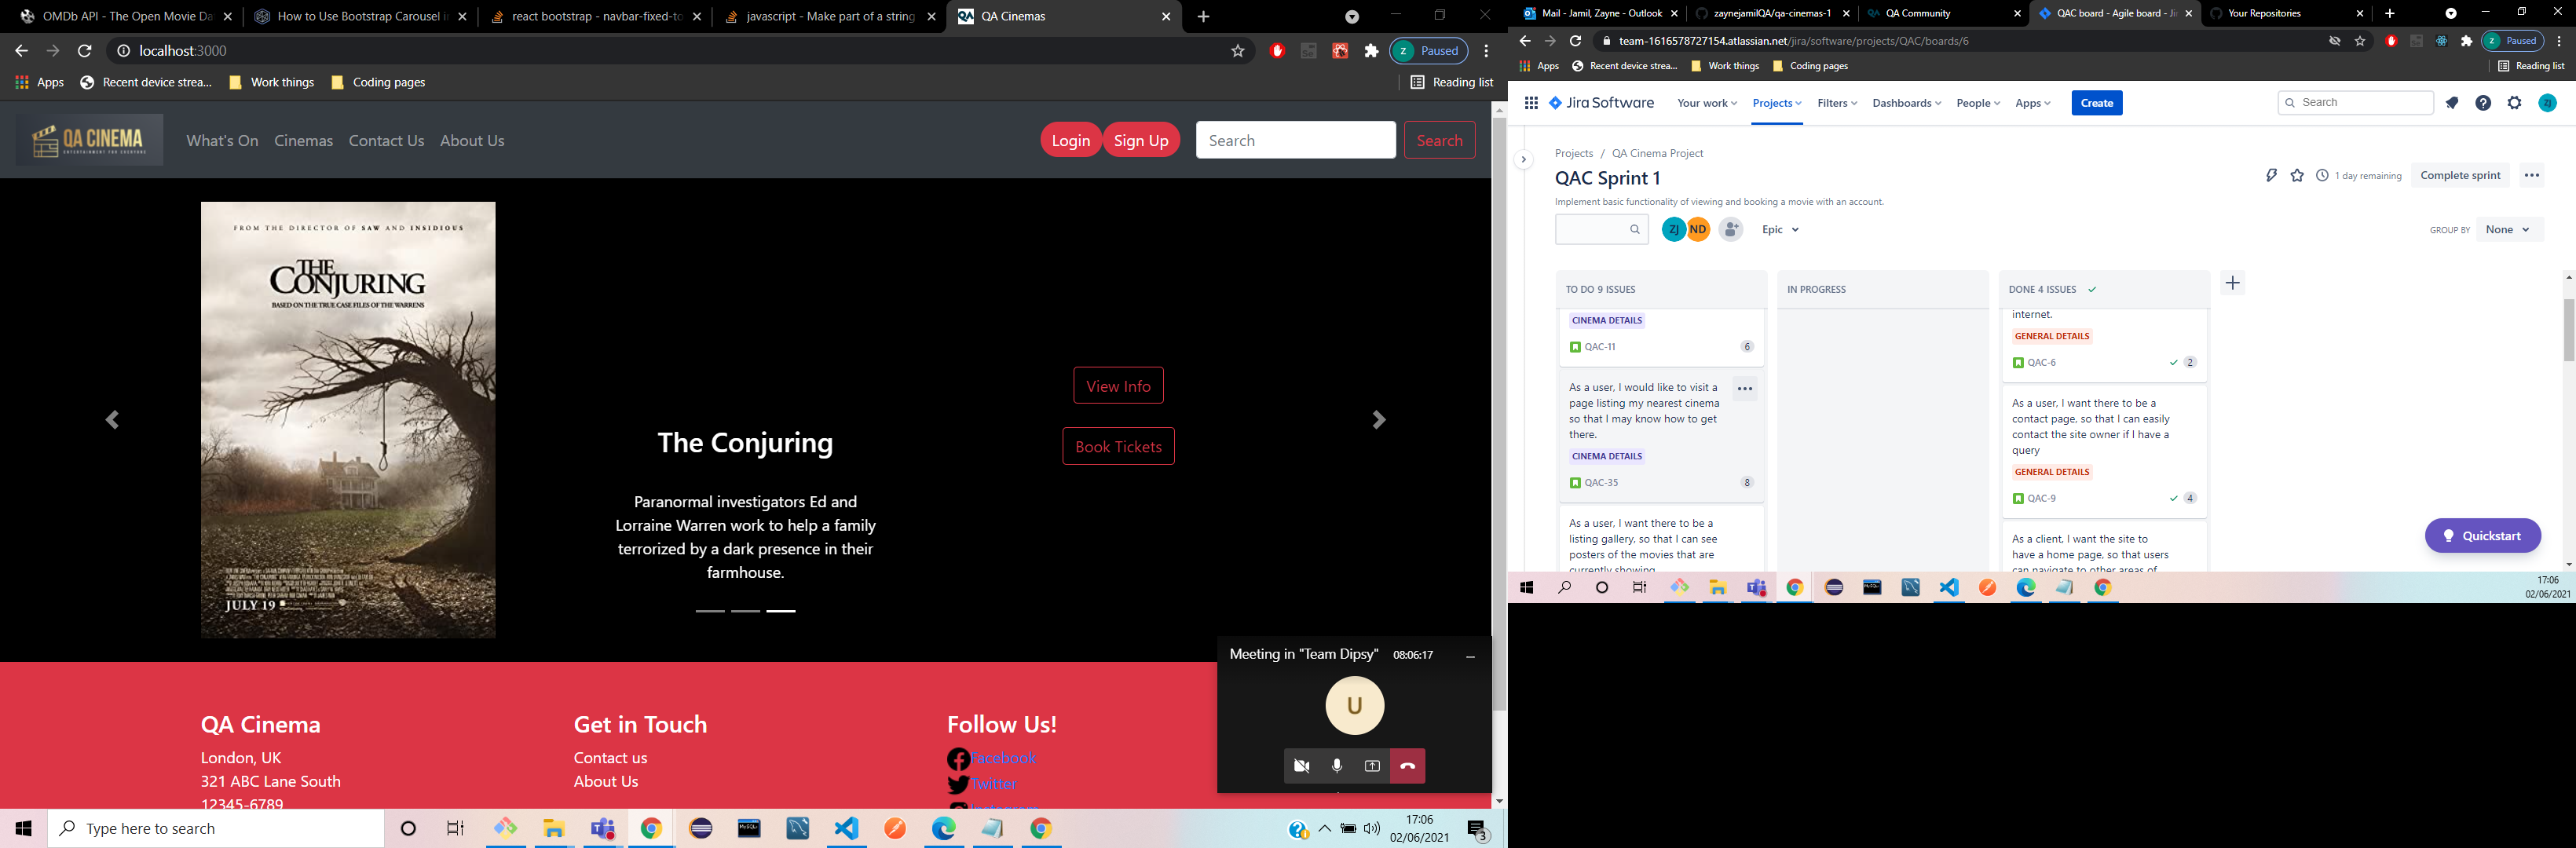 OMDb API - The Open Movie Da
How to Use Bootstrap Carousel i
react bootstrap - navbar-fixed-to
javascript - Make part of a string
QA Cinemas
localhost:3000
Paused
Apps
Recent device strea...
Work things
Coding pages
Reading list
QA CINEMA
ENTERTAINMENT FOR EVERYONE
What's On
Cinemas
Contact Us
About Us
Login
Sign Up
Search
Search
FROM THE DIRECTOR OF SAW AND INSIDIOUS
THE
CONJURING
BASED ON THE TRUE CASE FILES OF THE WARRENS
JULY 19
The Conjuring
Paranormal investigators Ed and
Lorraine Warren work to help a family
terrorized by a dark presence in their
farmhouse.
View Info
Book Tickets
QA Cinema
London, UK
321 ABC Lane South
12345-6789
Get in Touch
Contact us
About Us
Follow Us!
Facebook
Twitter
Instagram
Meeting in "Team Dipsy"
08:06:17
U
Type here to search
17:06
02/06/2021
3
Mail - Jamil, Zayne - Outlook
zaynejamilQA/qa-cinemas-1
QA Community
QAC board - Agile board - Jir
Your Repositories
team-1616578727154.atlassian.net/jira/software/projects/QAC/boards/6
Paused
Apps
Recent device strea...
Work things
Coding pages
Reading list
Jira Software
Your work
Projects
Filters
Dashboards
People
Apps
Create
Search
ZJ
Projects / QA Cinema Project
QAC Sprint 1
1 day remaining
Complete sprint
Implement basic functionality of viewing and booking a movie with an account.
ZJ
ND
Epic
GROUP BY
None
TO DO 9 ISSUES
CINEMA DETAILS
QAC-11
6
As a user, I would like to visit a
page listing my nearest cinema
so that I may know how to get
there.
CINEMA DETAILS
QAC-35
8
As a user, I want there to be a
listing gallery, so that I can see
posters of the movies that are
currently showing
IN PROGRESS
DONE 4 ISSUES
internet.
GENERAL DETAILS
QAC-6
2
As a user, I want there to be a
contact page, so that I can easily
contact the site owner if I have a
query
GENERAL DETAILS
QAC-9
4
As a client, I want the site to
have a home page, so that users
can navigate to other areas of
Quickstart
17:06
02/06/2021